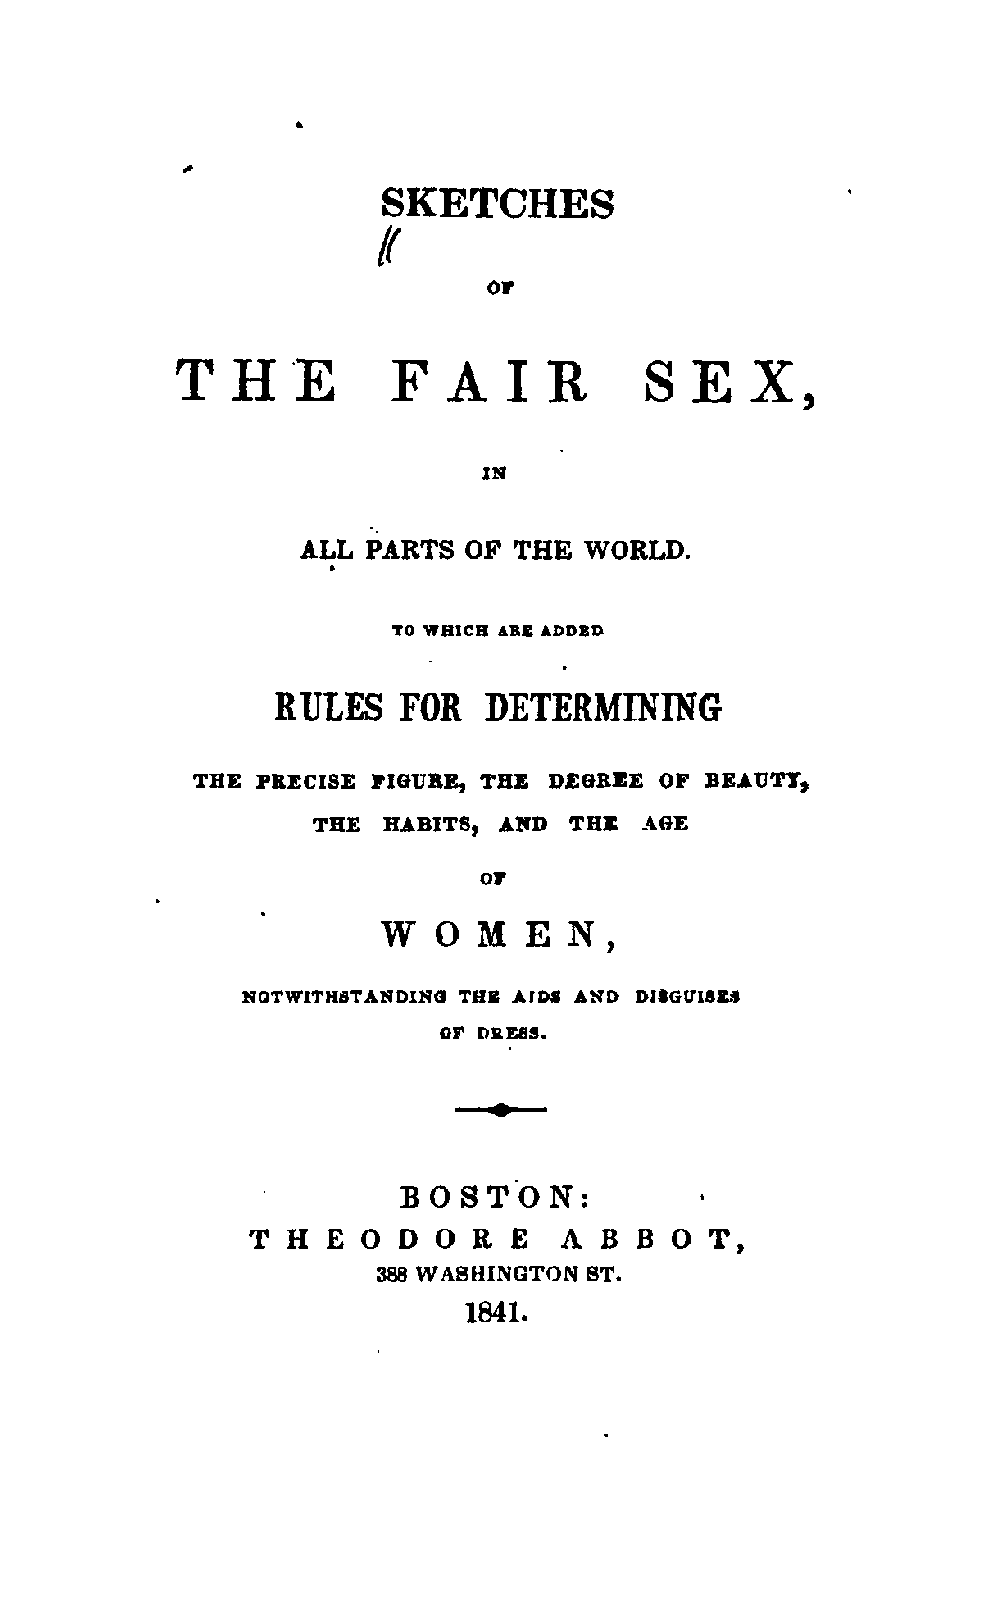 SKETCHES
OF
THE FAIR SEX,
IN
ALL PARTS OF THE WORLD.
TO WHICH ARE ADDED
RULES FOR DETERMINING
THE PRECISE FIGURE, THE DEGREE OF BEAUTY,
THE HABITS, AND THE AGE
OF
WOMEN,
NOTWITHSTANDING THE AIDS AND DISGUISES
OF DRESS.
BOSTON:
THEODORE ABBOT,
388 WASHINGTON ST.
1841.